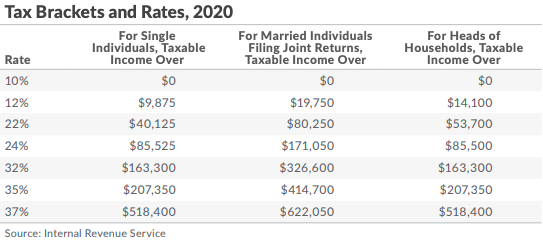 Tax Brackets and Rates, 2020
Rate For Single Individuals, Taxable Income Over For Married Individuals Filing Joint Returns, Taxable Income Over For Heads of Households, Taxable Income Over
10% $0 $0 $0
12% $9,875 $19,750 $14,100
22% $40,125 $80,250 $53,700
24% $85,525 $171,050 $85,500
32% $163,300 $326,600 $163,300
35% $207,350 $414,700 $207,350
37% $518,400 $622,050 $518,400
Source: Internal Revenue Service